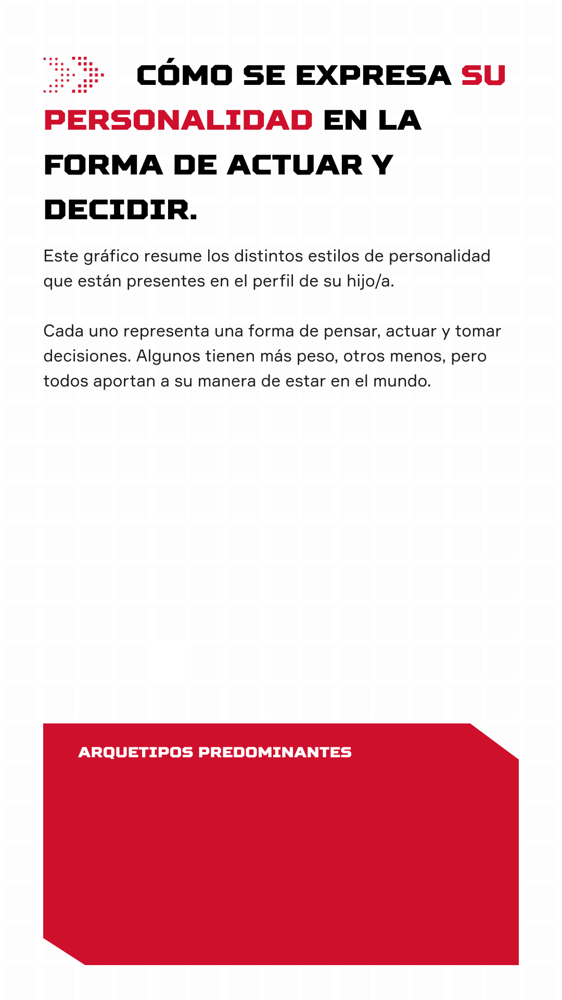 CÓMO SE EXPRESA SU
PERSONALIDAD EN LA
FORMA DE ACTUAR Y
DECIDIR.
Este gráfico resume los distintos estilos de personalidad
que están presentes en el perfil de su hijo/a.
Cada uno representa una forma de pensar, actuar y tomar
decisiones. Algunos tienen más peso, otros menos, pero
todos aportan a su manera de estar en el mundo.
ARQUETIPOS PREDOMINANTES